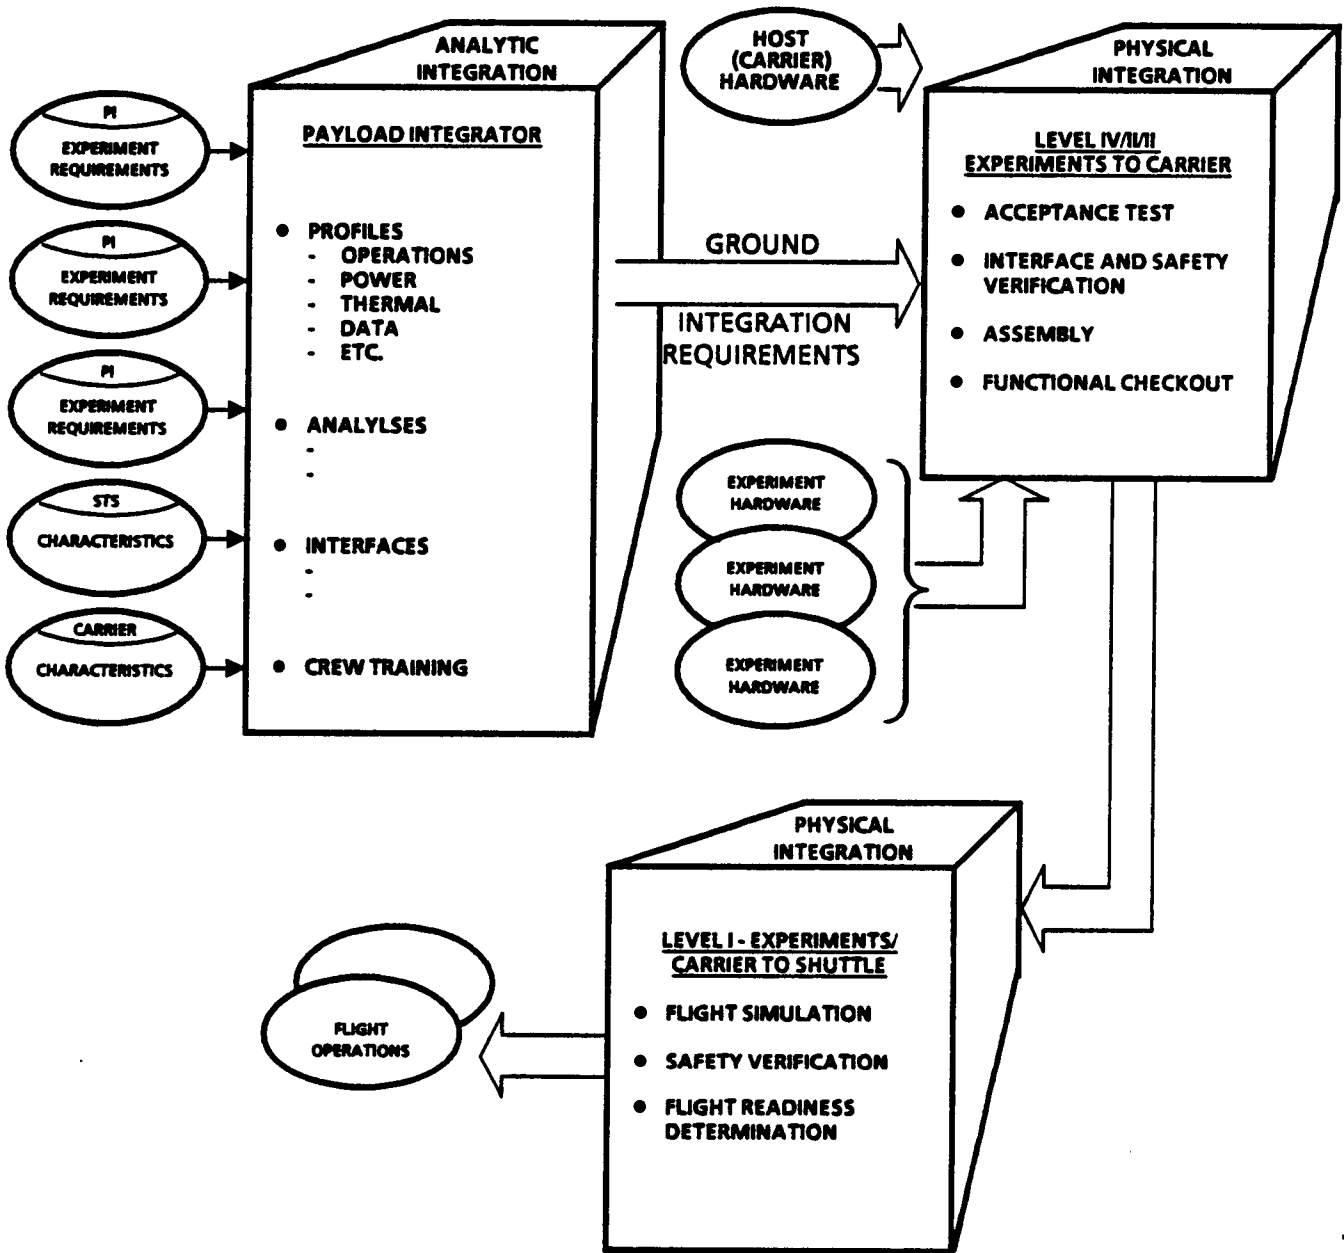 ANALYTIC
INTEGRATION
PAYLOAD INTEGRATOR
PI
EXPERIMENT
REQUIREMENTS
PI
EXPERIMENT
REQUIREMENTS
PI
EXPERIMENT
REQUIREMENTS
STS
CHARACTERISTICS
CARRIER
CHARACTERISTICS
● PROFILES
- OPERATIONS
- POWER
- THERMAL
- DATA
- ETC.
● ANALYLSES
-
-
● INTERFACES
-
-
● CREW TRAINING
GROUND
INTEGRATION
REQUIREMENTS
HOST
(CARRIER)
HARDWARE
PHYSICAL
INTEGRATION
LEVEL IV/II/II
EXPERIMENTS TO CARRIER
● ACCEPTANCE TEST
● INTERFACE AND SAFETY
VERIFICATION
● ASSEMBLY
● FUNCTIONAL CHECKOUT
EXPERIMENT
HARDWARE
EXPERIMENT
HARDWARE
EXPERIMENT
HARDWARE
PHYSICAL
INTEGRATION
LEVEL I - EXPERIMENTS/
CARRIER TO SHUTTLE
● FLIGHT SIMULATION
● SAFETY VERIFICATION
● FLIGHT READINESS
DETERMINATION
FLIGHT
OPERATIONS